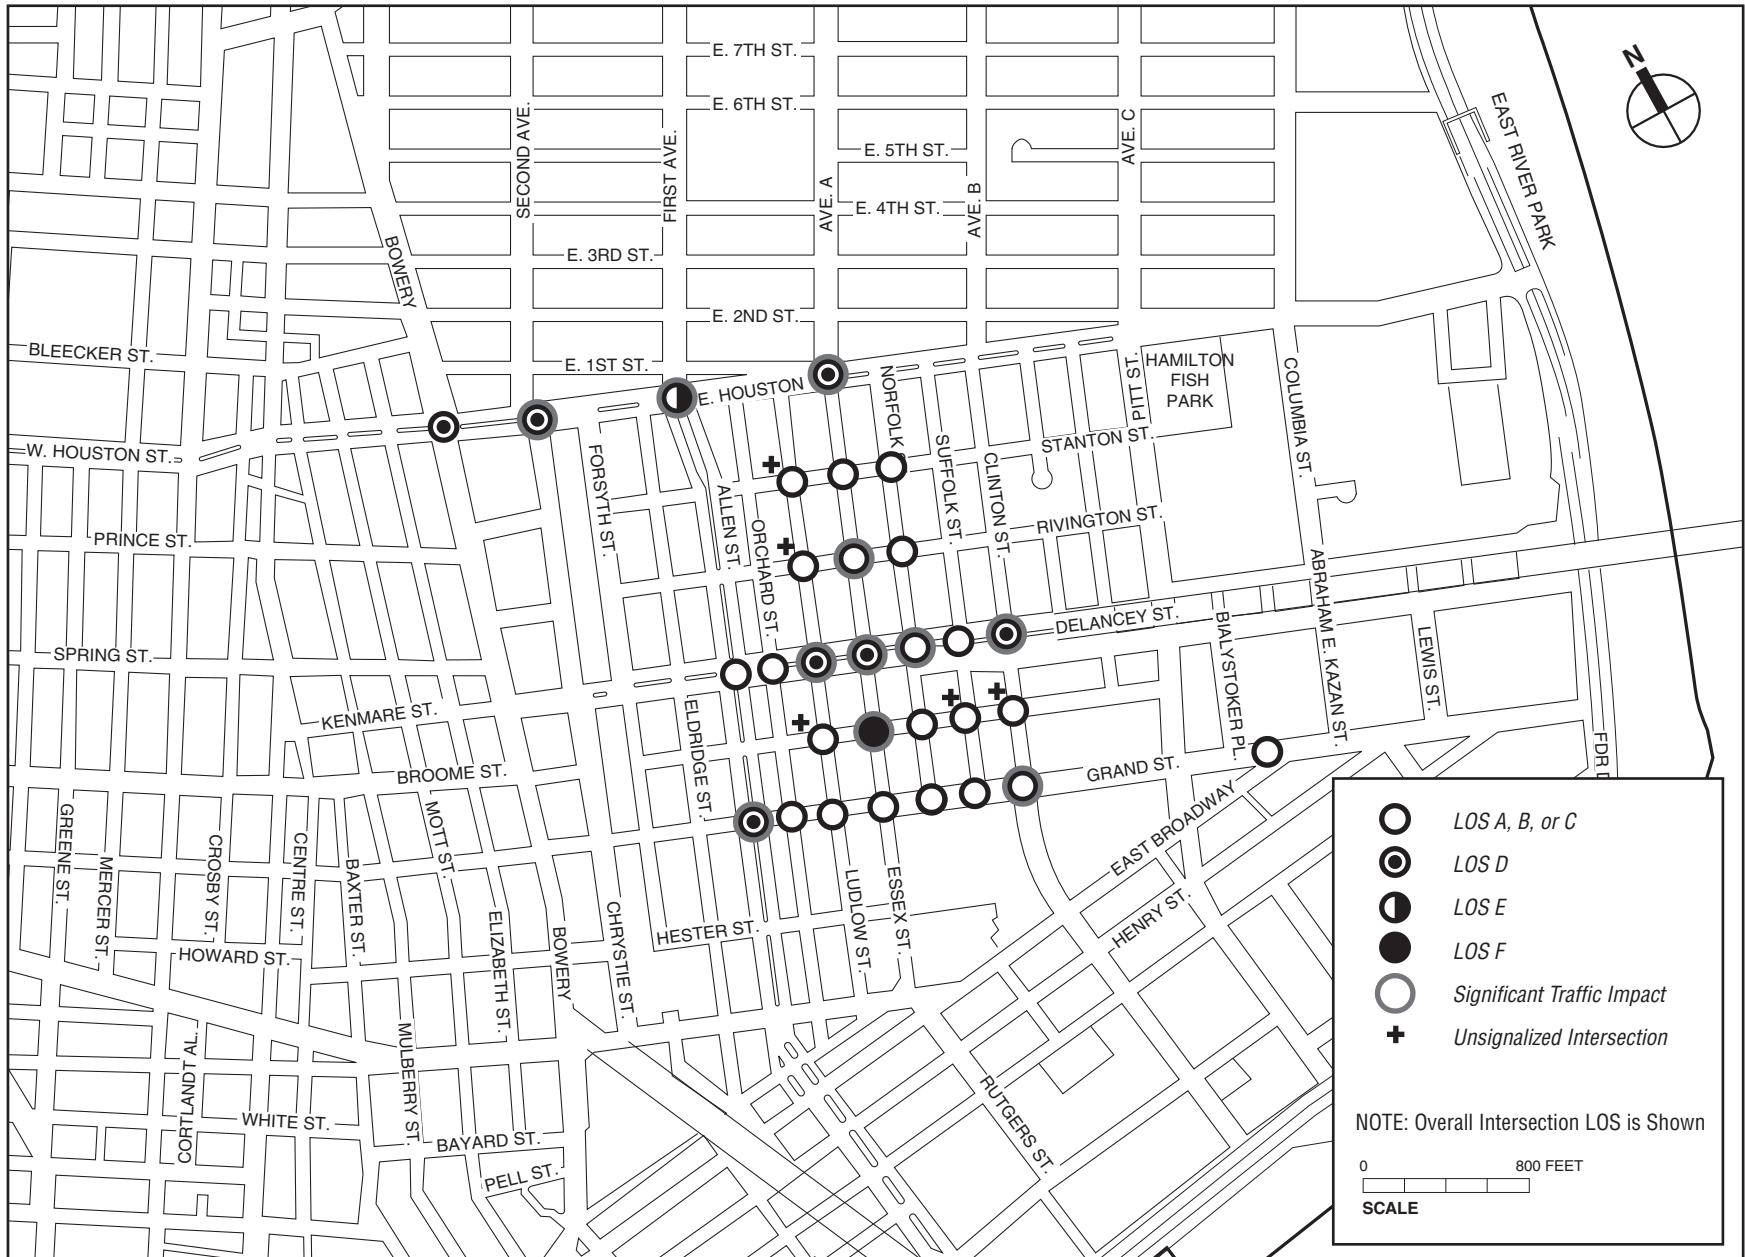 E. 7TH ST.
E. 6TH ST.
E. 5TH ST.
E. 4TH ST.
E. 3RD ST.
E. 2ND ST.
E. 1ST ST.
SECOND AVE.
FIRST AVE.
AVE. A
AVE. B
AVE. C
N
EAST RIVER PARK
BOWERY
BLEECKER ST.
E. HOUSTON
W. HOUSTON ST.
NORFOLK
PITT ST.
HAMILTON
FISH
PARK
COLUMBIA ST.
STANTON ST.
SUFFOLK ST.
CLINTON ST.
FORSYTH ST.
ALLEN ST.
ORCHARD ST.
RIVINGTON ST.
PRINCE ST.
DELANCEY ST.
BIALYSTOKER PL.
ABRAHAM E. KAZAN ST.
LEWIS ST.
SPRING ST.
KENMARE ST.
ELDRIDGE ST.
BROOME ST.
GRAND ST.
FDR D
GREENE ST.
MERCER ST.
CROSBY ST.
CENTRE ST.
BAXTER ST.
MOTT ST.
ELIZABETH ST.
BOWERY
CHRYSTIE ST.
HESTER ST.
LUDLOW ST.
ESSEX ST.
EAST BROADWAY
HENRY ST.
HOWARD ST.
CORTLANDT AL.
MULBERRY ST.
WHITE ST.
BAYARD ST.
PELL ST.
RUTGERS ST.
LOS A, B, or C
LOS D
LOS E
LOS F
Significant Traffic Impact
Unsignalized Intersection
NOTE: Overall Intersection LOS is Shown
0 800 FEET
SCALE